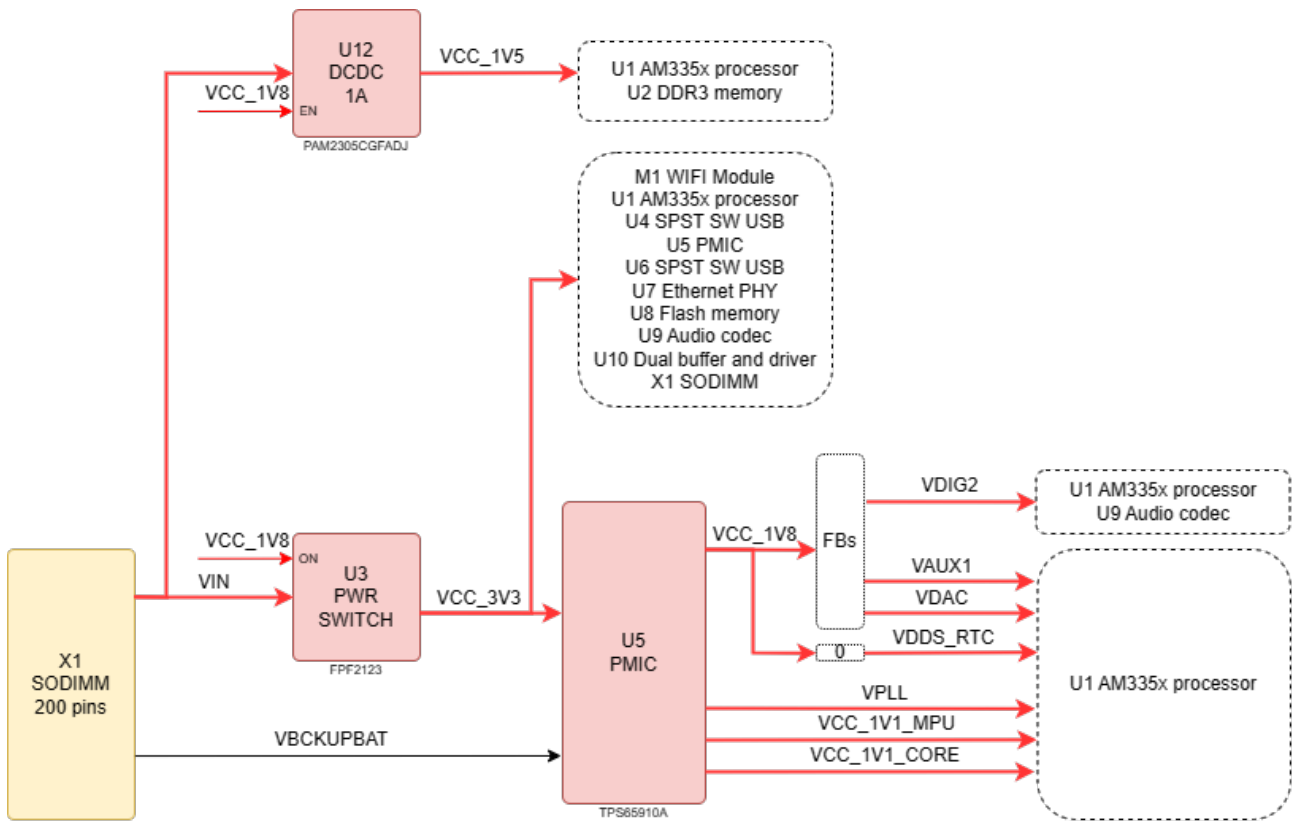 U12
DCDC
1A
VCC_1V8
EN
PAM2305CGFADJ
VCC_1V5
U1 AM335x processor
U2 DDR3 memory
M1 WIFI Module
U1 AM335x processor
U4 SPST SW USB
U5 PMIC
U6 SPST SW USB
U7 Ethernet PHY
U8 Flash memory
U9 Audio codec
U10 Dual buffer and driver
X1 SODIMM
X1
SODIMM
200 pins
VCC_1V8
ON
VIN
U3
PWR
SWITCH
FPF2123
VCC_3V3
VBCKUPBAT
U5
PMIC
TPS65910A
VCC_1V8
FBs
0
VDIG2
VAUX1
VDAC
VDDS_RTC
VPLL
VCC_1V1_MPU
VCC_1V1_CORE
U1 AM335x processor
U9 Audio codec
U1 AM335x processor